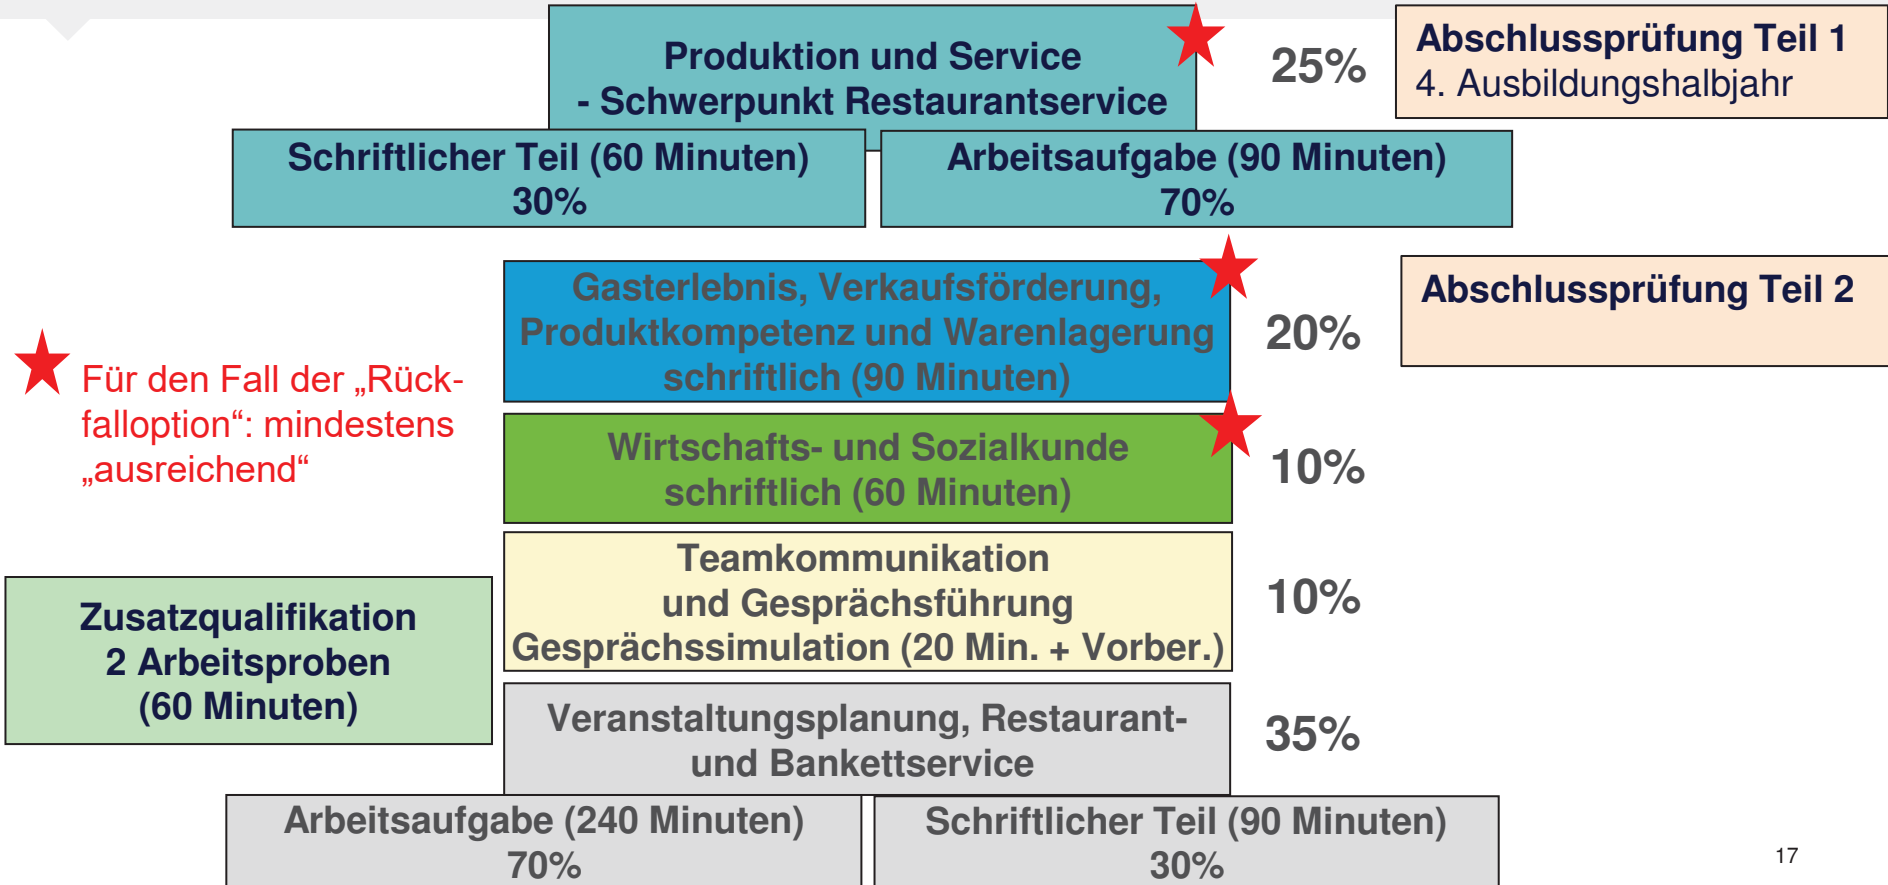 Produktion und Service
- Schwerpunkt Restaurantservice
25%
Abschlussprüfung Teil 1
4. Ausbildungshalbjahr
Schriftlicher Teil (60 Minuten)
30%
Arbeitsaufgabe (90 Minuten)
70%
Gasterlebnis, Verkaufsförderung,
Produktkompetenz und Warenlagerung
schriftlich (90 Minuten)
20%
Abschlussprüfung Teil 2
Für den Fall der „Rück-
falloption“: mindestens
„ausreichend“
Wirtschafts- und Sozialkunde
schriftlich (60 Minuten)
10%
Teamkommunikation
und Gesprächsführung
Gesprächssimulation (20 Min. + Vorber.)
10%
Zusatzqualifikation
2 Arbeitsproben
(60 Minuten)
Veranstaltungsplanung, Restaurant-
und Bankettservice
35%
Arbeitsaufgabe (240 Minuten)
70%
Schriftlicher Teil (90 Minuten)
30%
17